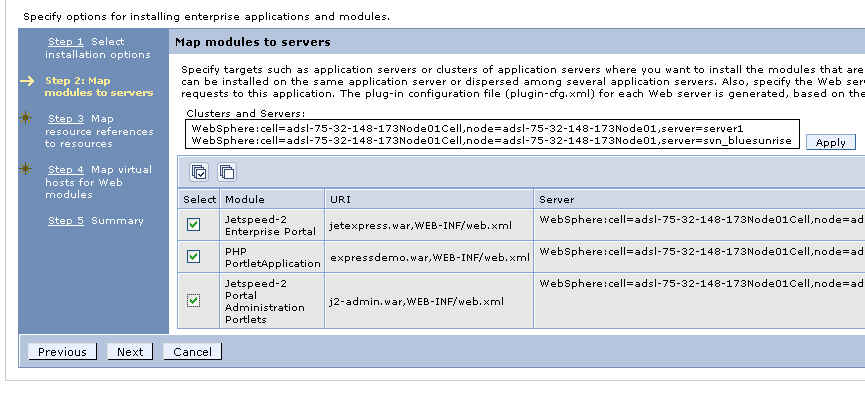 Specify options for installing enterprise applications and modules.
Step 1 Select
installation options
Step 2: Map
modules to servers
Step 3 Map
resource references
to resources
Step 4 Map virtual
hosts for Web
modules
Step 5 Summary
Map modules to servers
Specify targets such as application servers or clusters of application servers where you want to install the modules that are
can be installed on the same application server or dispersed among several application servers. Also, specify the Web serv
requests to this application. The plug-in configuration file (plugin-cfg.xml) for each Web server is generated, based on the
Clusters and Servers:
WebSphere:cell=adsl-75-32-148-173Node01Cell,node=adsl-75-32-148-173Node01,server=server1
WebSphere:cell=adsl-75-32-148-173Node01Cell,node=adsl-75-32-148-173Node01,server=svn_bluesunrise
Apply
Select Module URI Server
Jetspeed-2
Enterprise Portal
jetexpress.war,WEB-INF/web.xml
WebSphere:cell=adsl-75-32-148-173Node01Cell,node=ad
PHP
PortletApplication
expressdemo.war,WEB-INF/web.xml
WebSphere:cell=adsl-75-32-148-173Node01Cell,node=ad
Jetspeed-2
Portal
Administration
Portlets
j2-admin.war,WEB-INF/web.xml
WebSphere:cell=adsl-75-32-148-173Node01Cell,node=ad
Previous Next Cancel